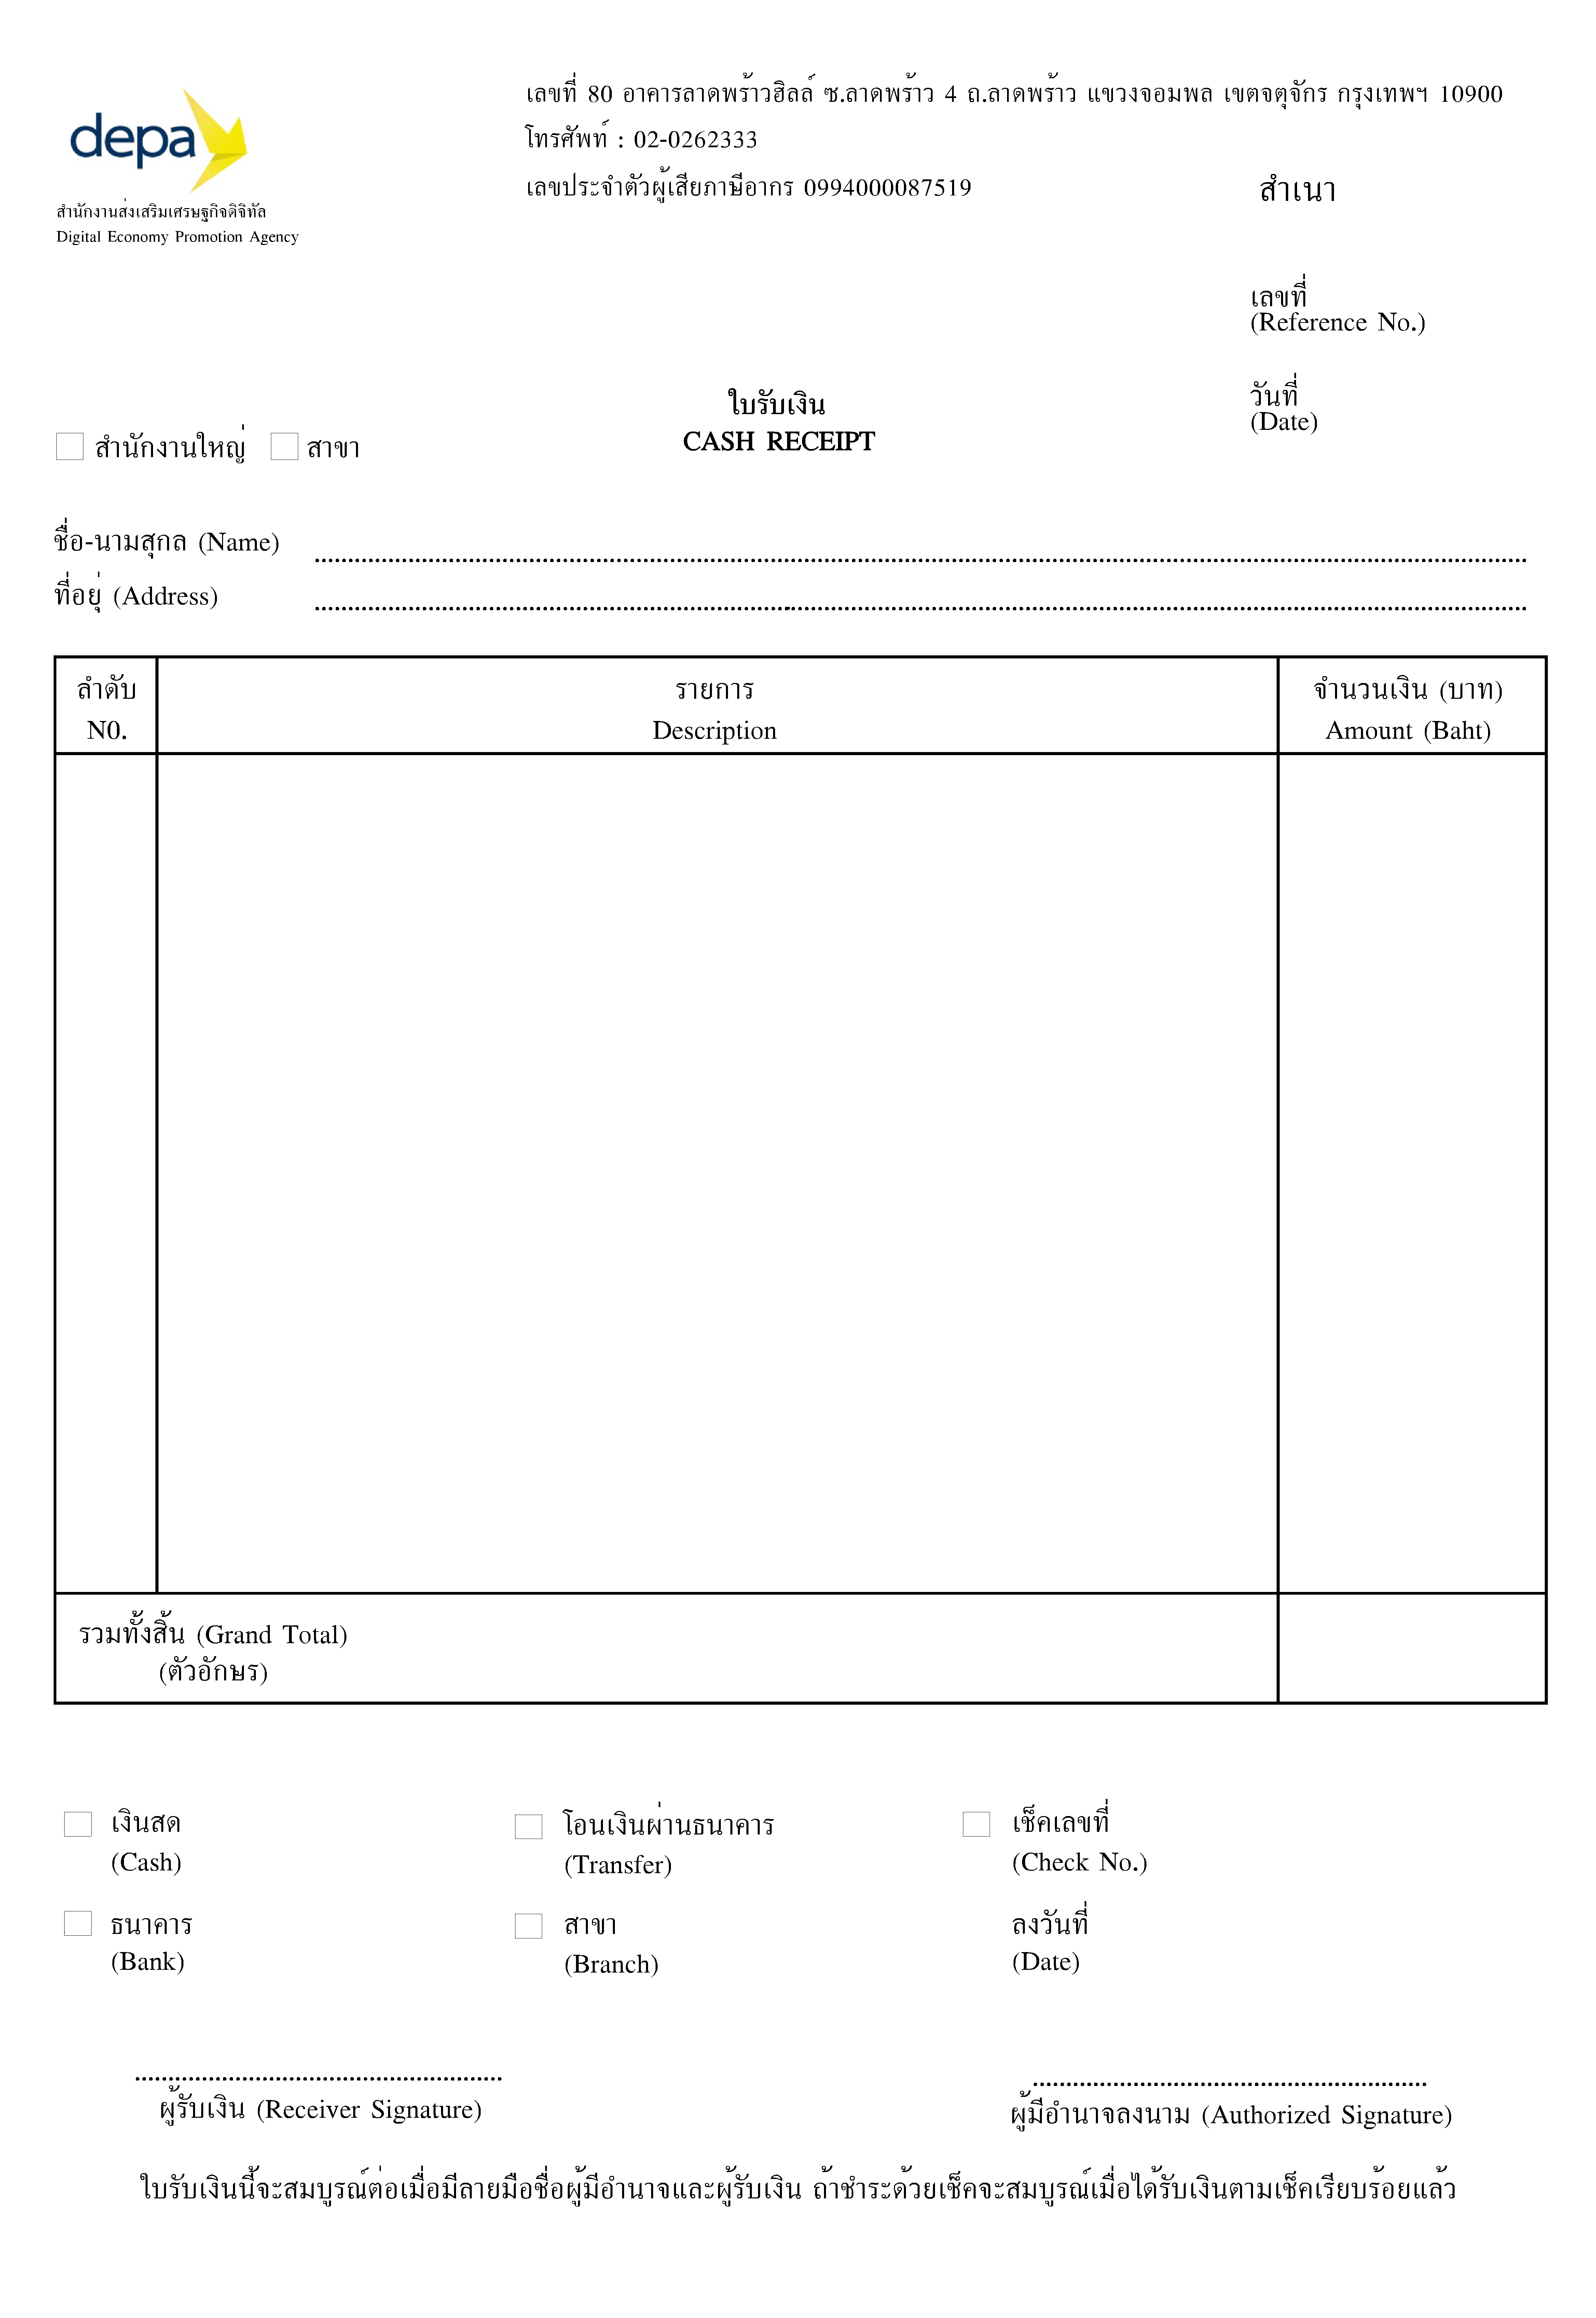 เลขที่ 80 อาคารลาดพร้าวฮิลล์ ซ.ลาดพร้าว 4 ถ.ลาดพร้าว แขวงจอมพล เขตจตุจักร กรุงเทพฯ 10900
depa
โทรศัพท์ : 02-0262333
เลขประจำตัวผู้เสียภาษีอากร 0994000087519
สำเนา
สำนักงานส่งเสริมเศรษฐกิจดิจิทัล
Digital Economy Promotion Agency
เลขที่
(Reference No.)
วันที่
(Date)
ใบรับเงิน
CASH RECEIPT
สำนักงานใหญ่ สาขา
ชื่อ-นามสุกล (Name)
ที่อยุ่ (Address)
ลำดับ รายการ จำนวนเงิน (บาท)
N0. Description Amount (Baht)
รวมทั้งสิ้น (Grand Total)
(ตัวอักษร)
เงินสด โอนเงินผ่านธนาคาร เช็คเลขที่
(Cash) (Transfer) (Check No.)
ธนาคาร สาขา ลงวันที่
(Bank) (Branch) (Date)
ผู้รับเงิน (Receiver Signature) ผู้มีอำนาจลงนาม (Authorized Signature)
ใบรับเงินนี้จะสมบูรณ์ต่อเมื่อมีลายมือชื่อผู้มีอำนาจและผู้รับเงิน ถ้าชำระด้วยเช็คจะสมบูรณ์เมื่อได้รับเงินตามเช็คเรียบร้อยแล้ว